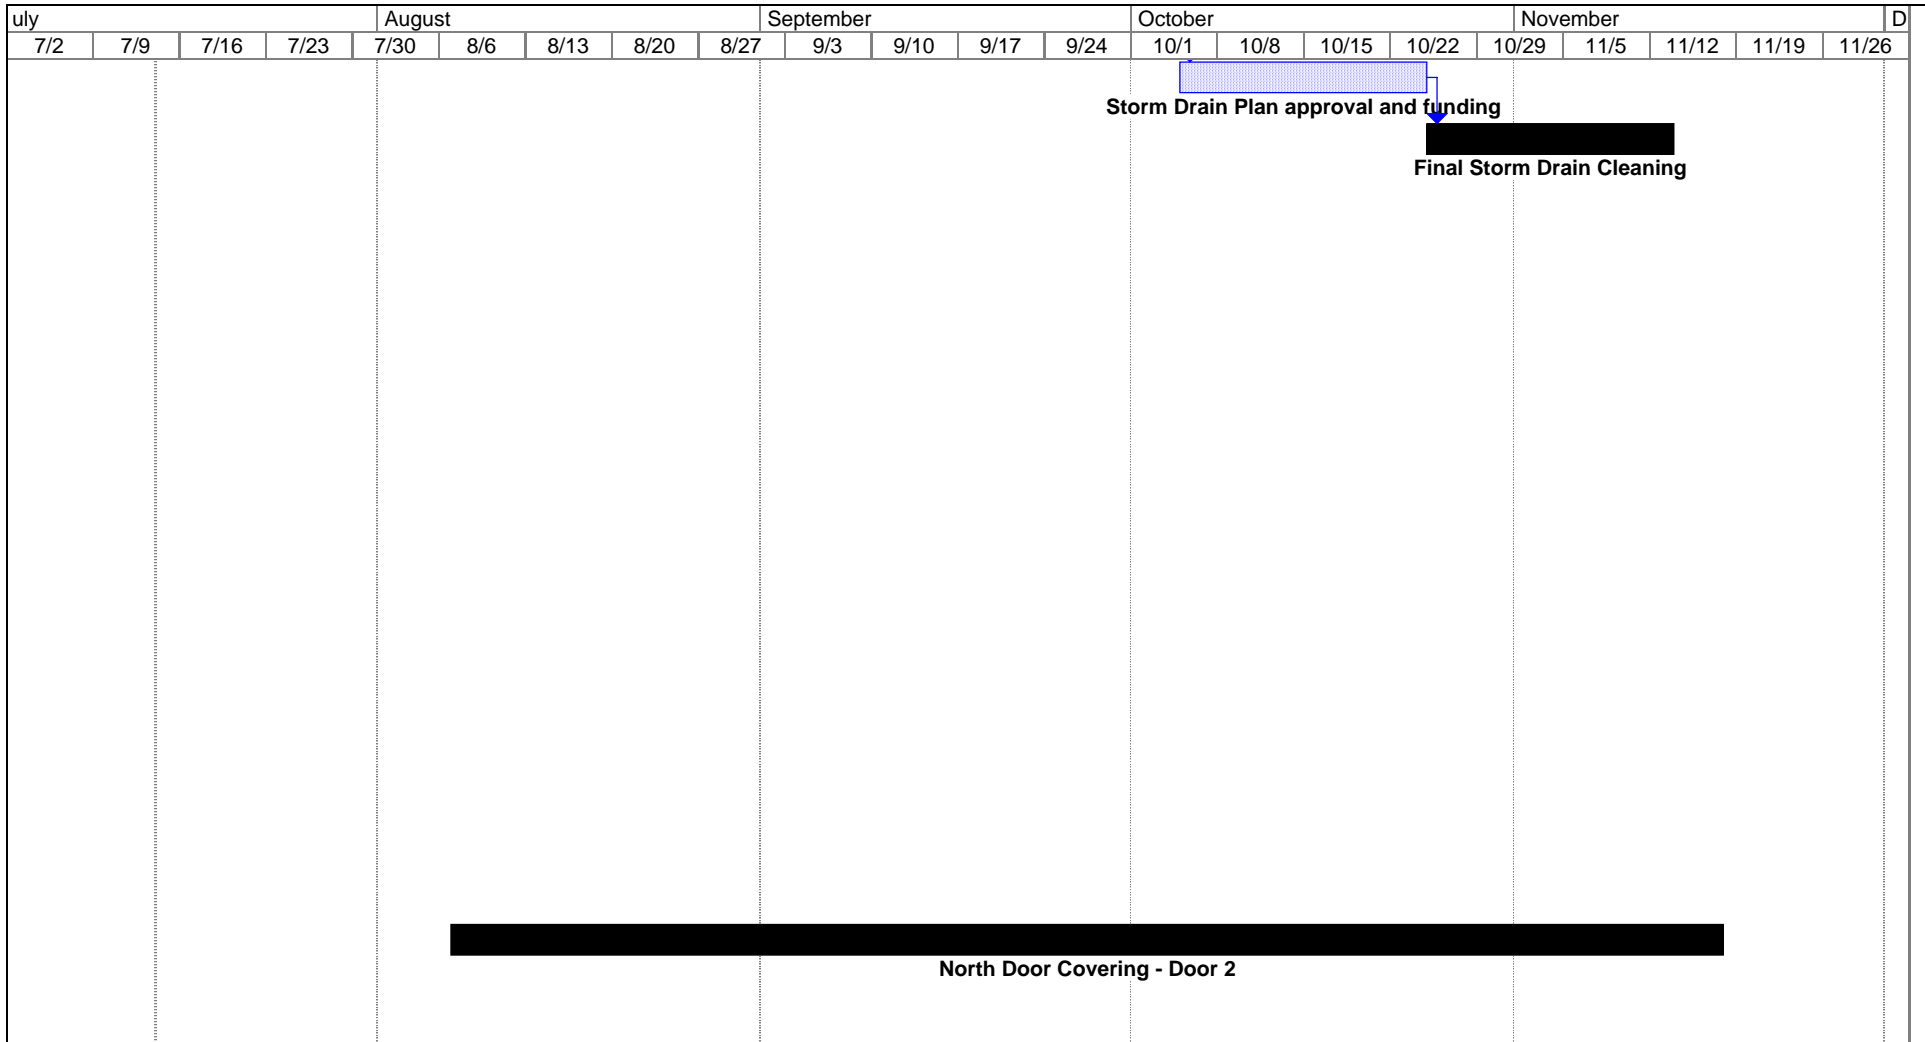 uly August September October November D
7/2 7/9 7/16 7/23 7/30 8/6 8/13 8/20 8/27 9/3 9/10 9/17 9/24 10/1 10/8 10/15 10/22 10/29 11/5 11/12 11/19 11/26
Storm Drain Plan approval and funding
Final Storm Drain Cleaning
North Door Covering - Door 2